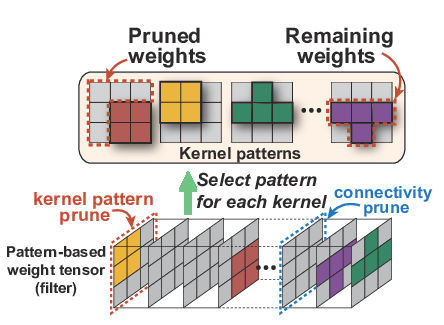 Pruned
weights
Remaining
weights
Kernel patterns
Select pattern
for each kernel
kernel pattern
prune
connectivity
prune
Pattern-based
weight tensor
(filter)